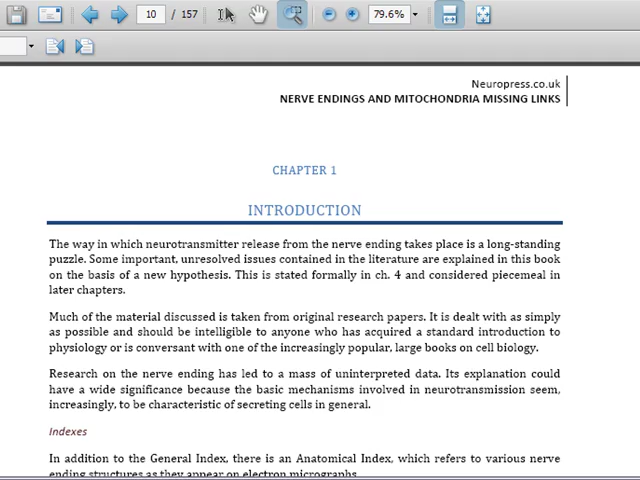 10 / 157 79.6%
Neuropress.co.uk
NERVE ENDINGS AND MITOCHONDRIA MISSING LINKS
CHAPTER 1
INTRODUCTION
The way in which neurotransmitter release from the nerve ending takes place is a long-standing
puzzle. Some important, unresolved issues contained in the literature are explained in this book
on the basis of a new hypothesis. This is stated formally in ch. 4 and considered piecemeal in
later chapters.
Much of the material discussed is taken from original research papers. It is dealt with as simply
as possible and should be intelligible to anyone who has acquired a standard introduction to
physiology or is conversant with one of the increasingly popular, large books on cell biology.
Research on the nerve ending has led to a mass of uninterpreted data. Its explanation could
have a wide significance because the basic mechanisms involved in neurotransmission seem,
increasingly, to be characteristic of secreting cells in general.
Indexes
In addition to the General Index, there is an Anatomical Index, which refers to various nerve
ending structures as they appear on electron micrographs.